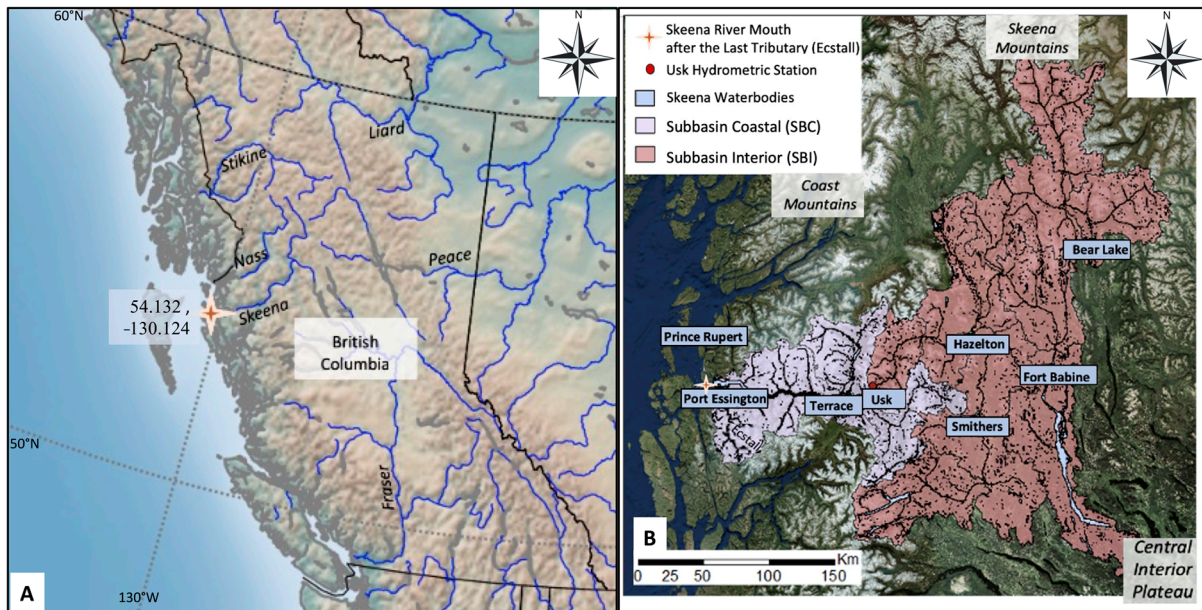 60°N
N
Liard
Stikine
Nass
Peace
Skeena
54.132 ,
-130.124
British
Columbia
50°N
Fraser
A
130°W
Skeena River Mouth
after the Last Tributary (Ecstall)
Usk Hydrometric Station
Skeena Waterbodies
Subbasin Coastal (SBC)
Subbasin Interior (SBI)
Skeena
Mountains
N
Coast
Mountains
Bear Lake
Prince Rupert
Hazelton
Fort Babine
Port Essington
Terrace
Usk
Smithers
Ecstall
B
Km
0 25 50 100 150
Central
Interior
Plateau